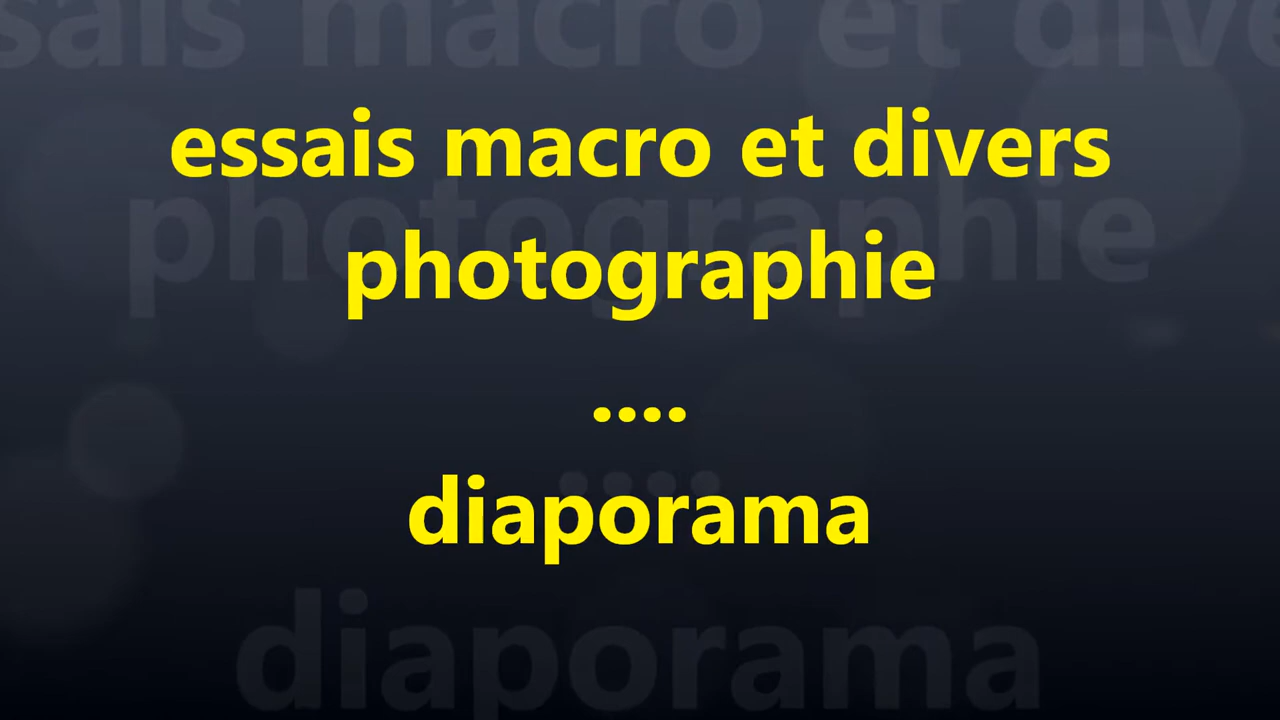 essais macro et divers
photographie
....
diaporama